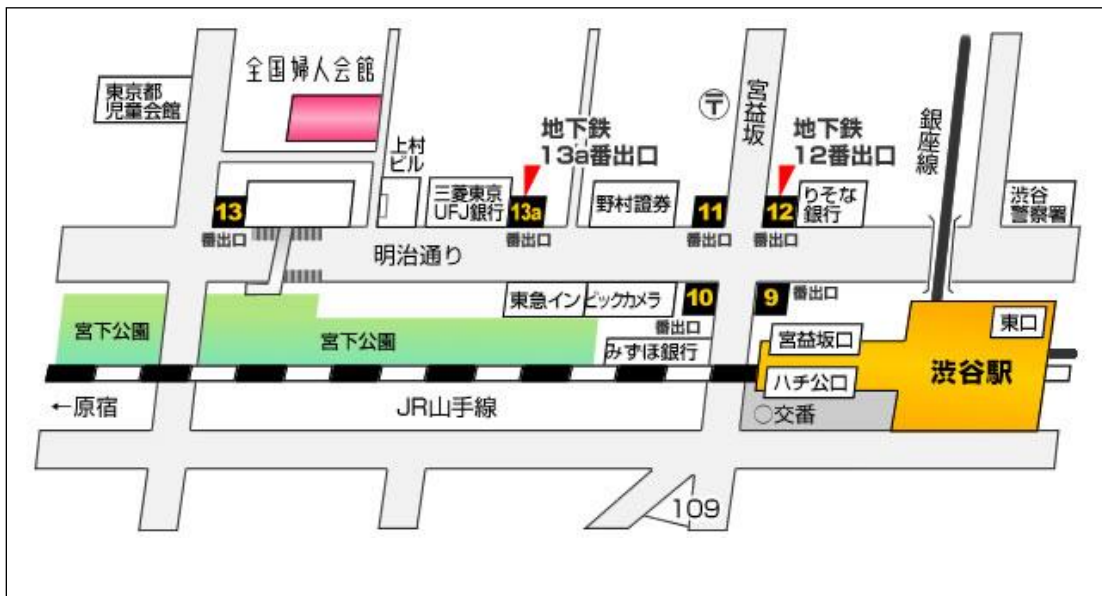 全国婦人会館
東京都
児童会館
上村
ビル
地下鉄
13a番出口
〒
宮益坂
地下鉄
12番出口
銀座線
13
番出口
三菱東京
UFJ銀行
13a
番出口
野村證券
11
12
番出口
りそな
銀行
渋谷
警察署
明治通り
東急イン
ビックカメラ
10
番出口
9
番出口
みずほ銀行
宮下公園
宮下公園
宮益坂口
ハチ公口
東口
渋谷駅
←原宿
JR山手線
○交番
109